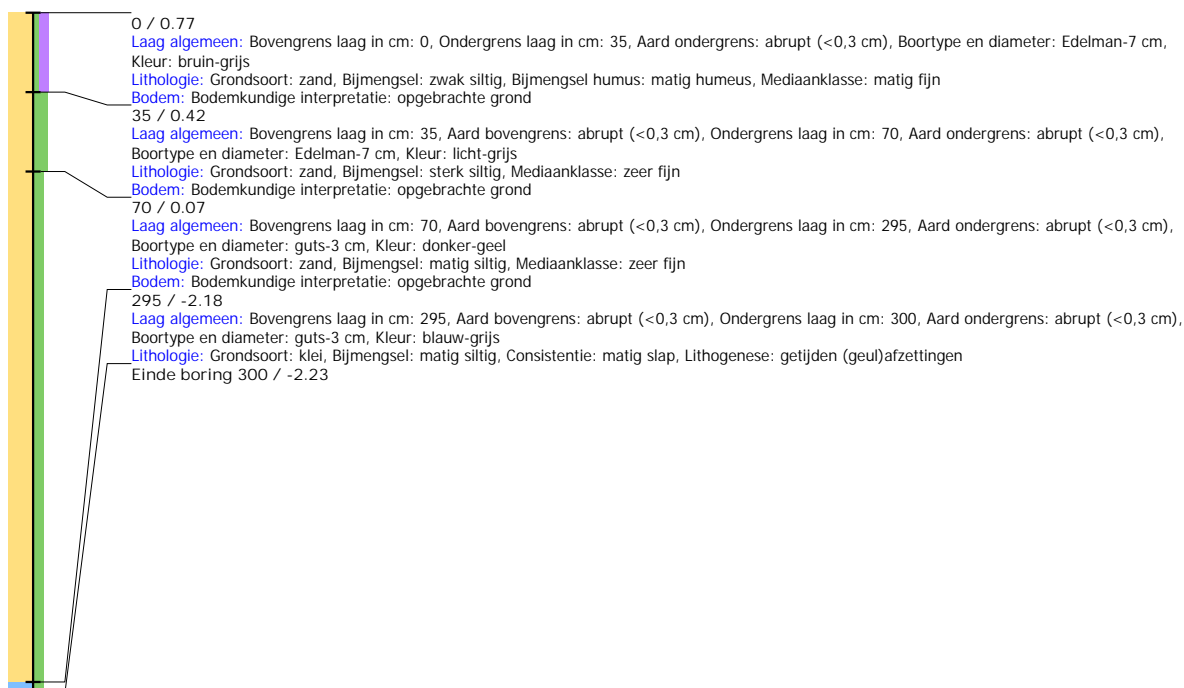 0 / 0.77
Laag algemeen: Bovengrens laag in cm: 0, Ondergrens laag in cm: 35, Aard ondergrens: abrupt (<0,3 cm), Boortype en diameter: Edelman-7 cm,
Kleur: bruin-grijs
Lithologie: Grondsoort: zand, Bijmengsel: zwak siltig, Bijmengsel humus: matig humeus, Mediaanklasse: matig fijn
Bodem: Bodemkundige interpretatie: opgebrachte grond
35 / 0.42
Laag algemeen: Bovengrens laag in cm: 35, Aard bovengrens: abrupt (<0,3 cm), Ondergrens laag in cm: 70, Aard ondergrens: abrupt (<0,3 cm),
Boortype en diameter: Edelman-7 cm, Kleur: licht-grijs
Lithologie: Grondsoort: zand, Bijmengsel: sterk siltig, Mediaanklasse: zeer fijn
Bodem: Bodemkundige interpretatie: opgebrachte grond
70 / 0.07
Laag algemeen: Bovengrens laag in cm: 70, Aard bovengrens: abrupt (<0,3 cm), Ondergrens laag in cm: 295, Aard ondergrens: abrupt (<0,3 cm),
Boortype en diameter: guts-3 cm, Kleur: donker-geel
Lithologie: Grondsoort: zand, Bijmengsel: matig siltig, Mediaanklasse: zeer fijn
Bodem: Bodemkundige interpretatie: opgebrachte grond
295 / -2.18
Laag algemeen: Bovengrens laag in cm: 295, Aard bovengrens: abrupt (<0,3 cm), Ondergrens laag in cm: 300, Aard ondergrens: abrupt (<0,3 cm),
Boortype en diameter: guts-3 cm, Kleur: blauw-grijs
Lithologie: Grondsoort: klei, Bijmengsel: matig siltig, Consistentie: matig slap, Lithogenese: getijden (geul)afzettingen
Einde boring 300 / -2.23